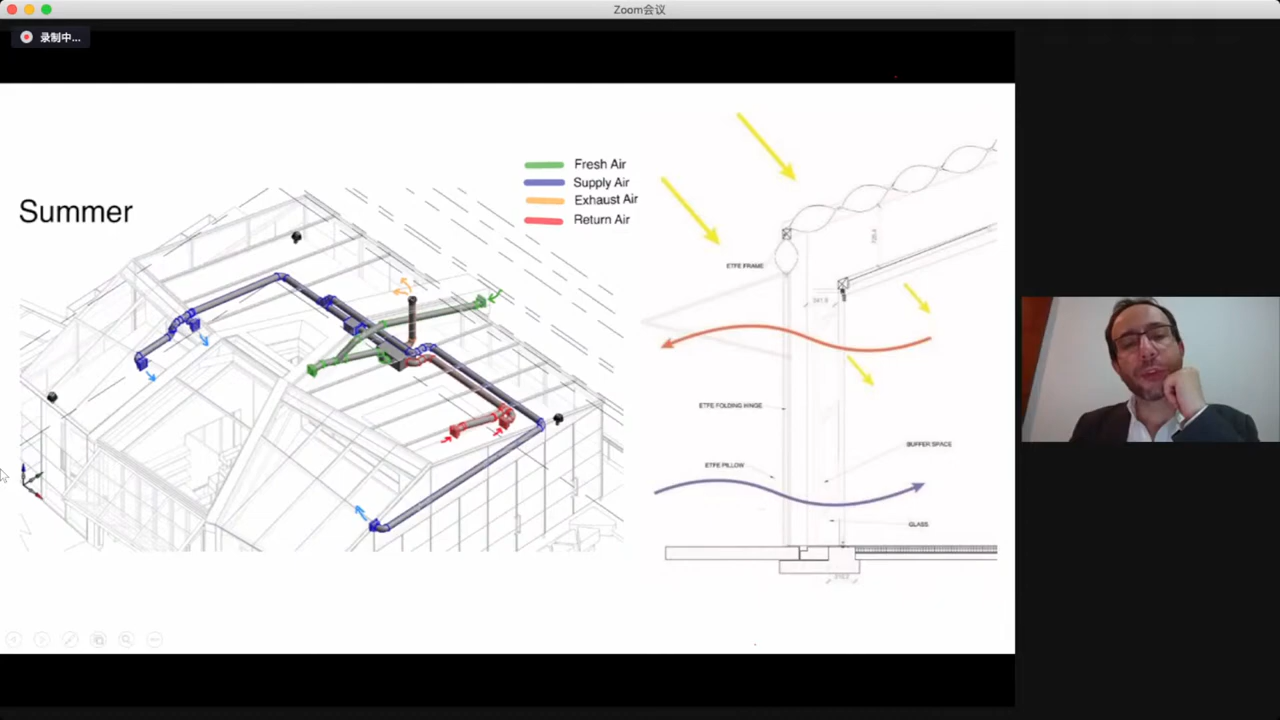 Zoom会议
录制中...
Summer
Fresh Air
Supply Air
Exhaust Air
Return Air
ETFE FRAME
ETFE FOLDING HINGE
BUFFER SPACE
ETFE PILLOW
GLASS